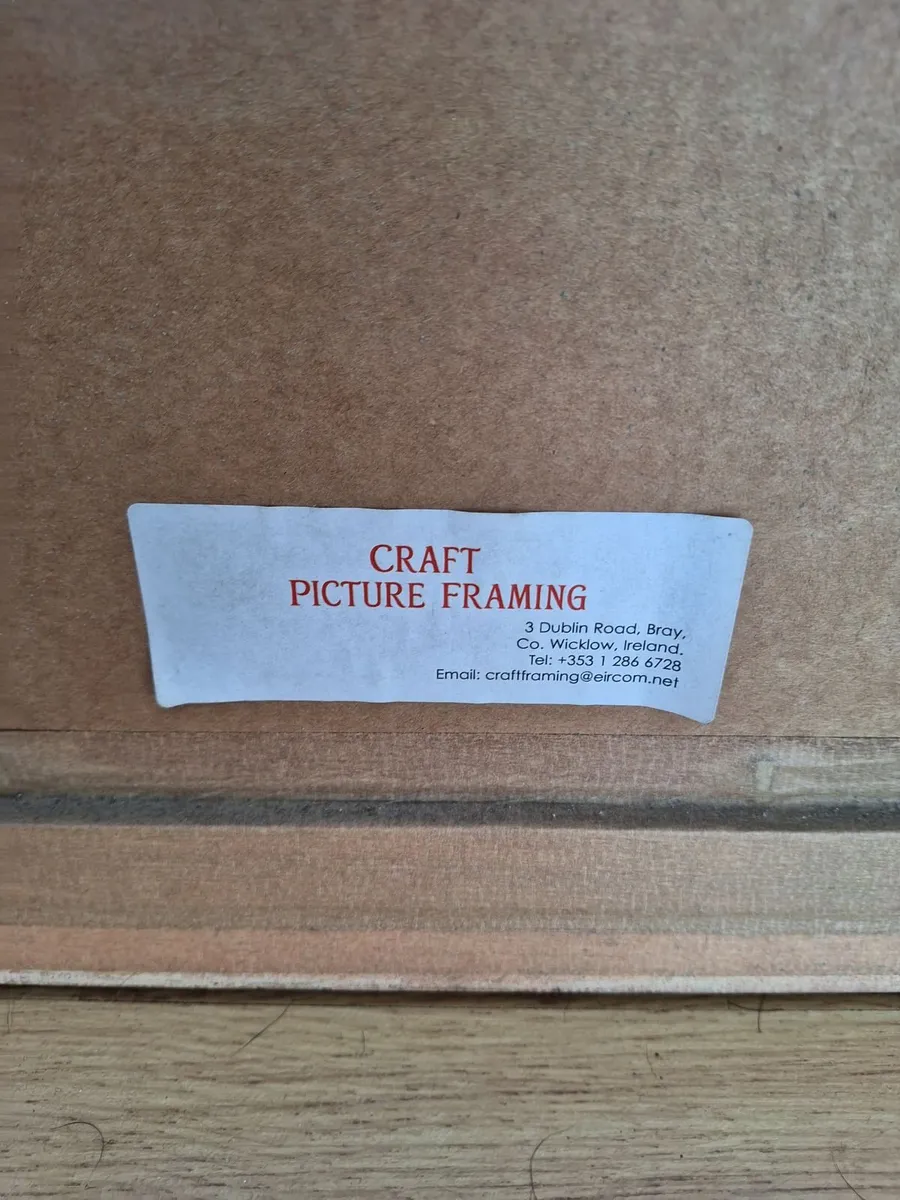 CRAFT
PICTURE FRAMING
3 Dublin Road, Bray,
Co. Wicklow, Ireland.
Tel: +353 1 286 6728
Email: craftframing@eircom.net